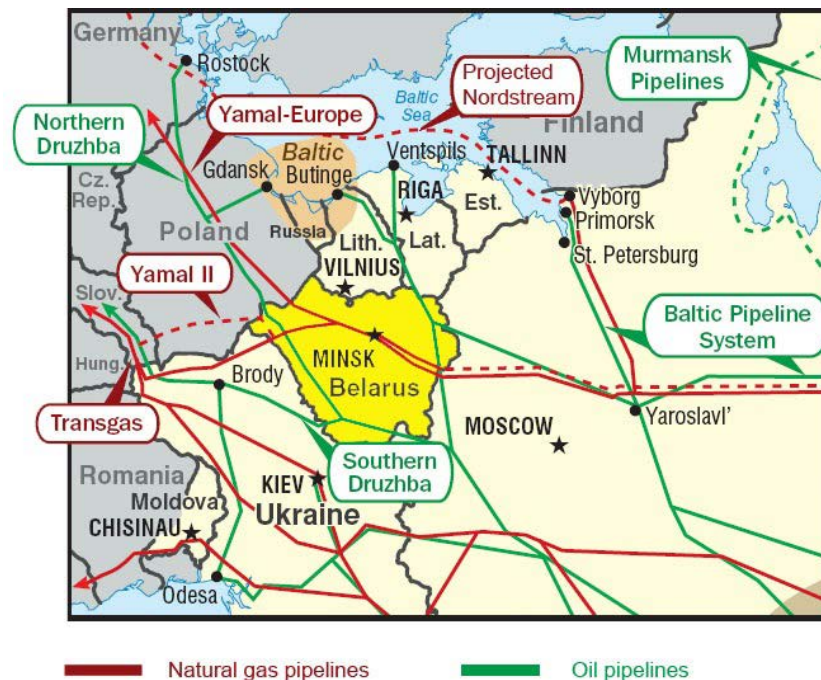 Germany
Rostock
Murmansk
Pipelines
Projected
Nordstream
Baltic
Sea
Yamal-Europe
Northern
Druzhba
Finland
Baltic
Ventspils
TALLINN
Gdansk
Butinge
RIGA
Est.
Vyborg
Primorsk
Cz.
Rep.
Poland
Russia
Lith.
Lat.
St. Petersburg
VILNIUS
Yamal II
Slov.
Baltic Pipeline
System
MINSK
Belarus
Hung.
Brody
Transgas
MOSCOW
Yaroslavl'
Southern
Druzhba
Romania
Moldova
CHISINAU
KIEV
Ukraine
Odesa
Natural gas pipelines
Oil pipelines